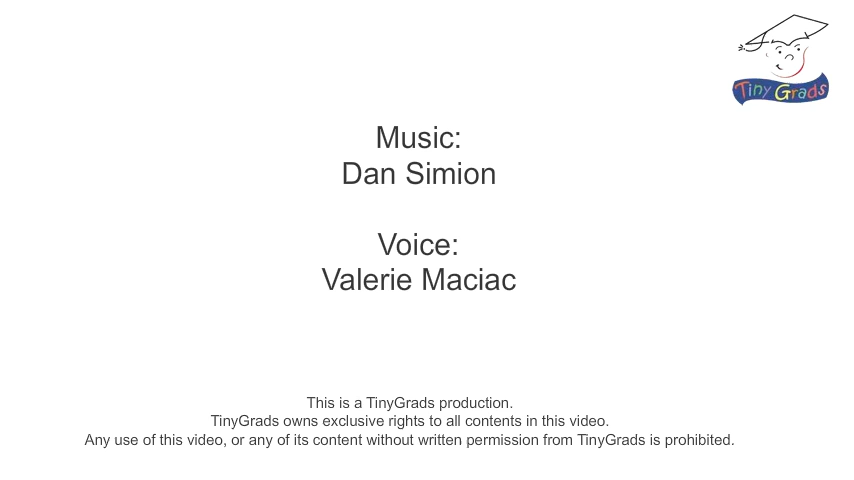 Tiny Grads
Music:
Dan Simion
Voice:
Valerie Maciac
This is a TinyGrads production.
TinyGrads owns exclusive rights to all contents in this video.
Any use of this video, or any of its content without written permission from TinyGrads is prohibited.